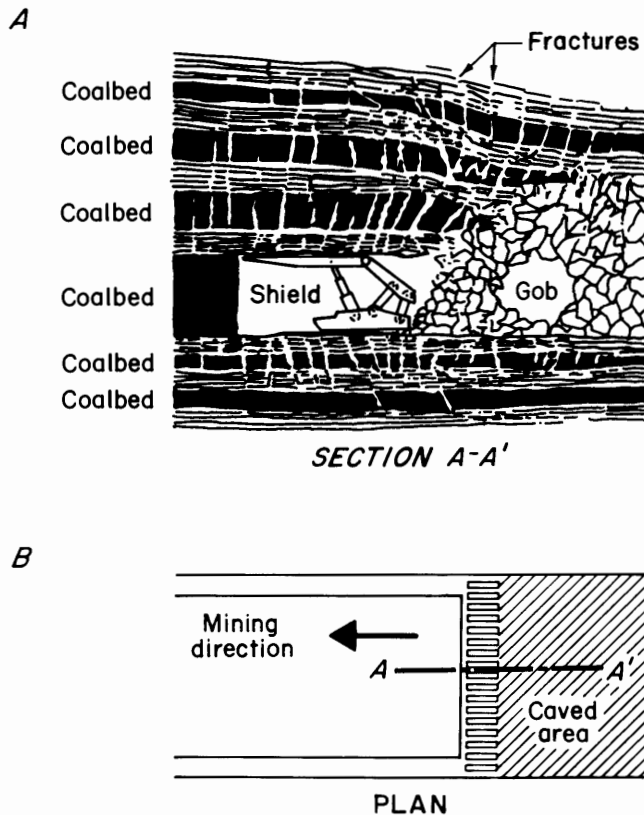 A
Fractures
Coalbed
Coalbed
Coalbed
Coalbed
Shield
Gob
Coalbed
Coalbed
SECTION A-A'
B
Mining
direction
A
A'
Caved
area
PLAN